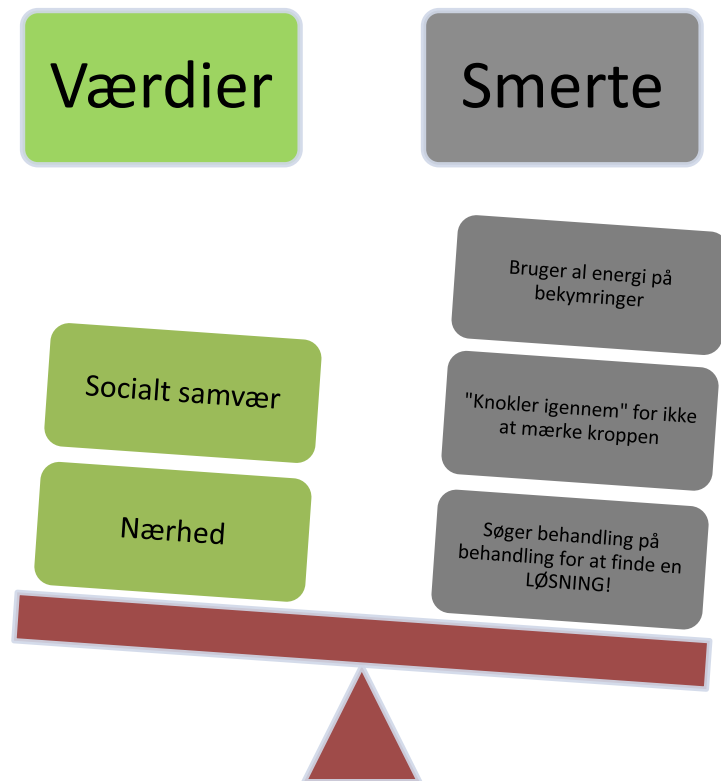 Værdier
Smerte
Socialt samvær
Nærhed
Bruger al energi på
bekymringer
"Knokler igennem" for ikke
at mærke kroppen
Søger behandling på
behandling for at finde en
LØSNING!